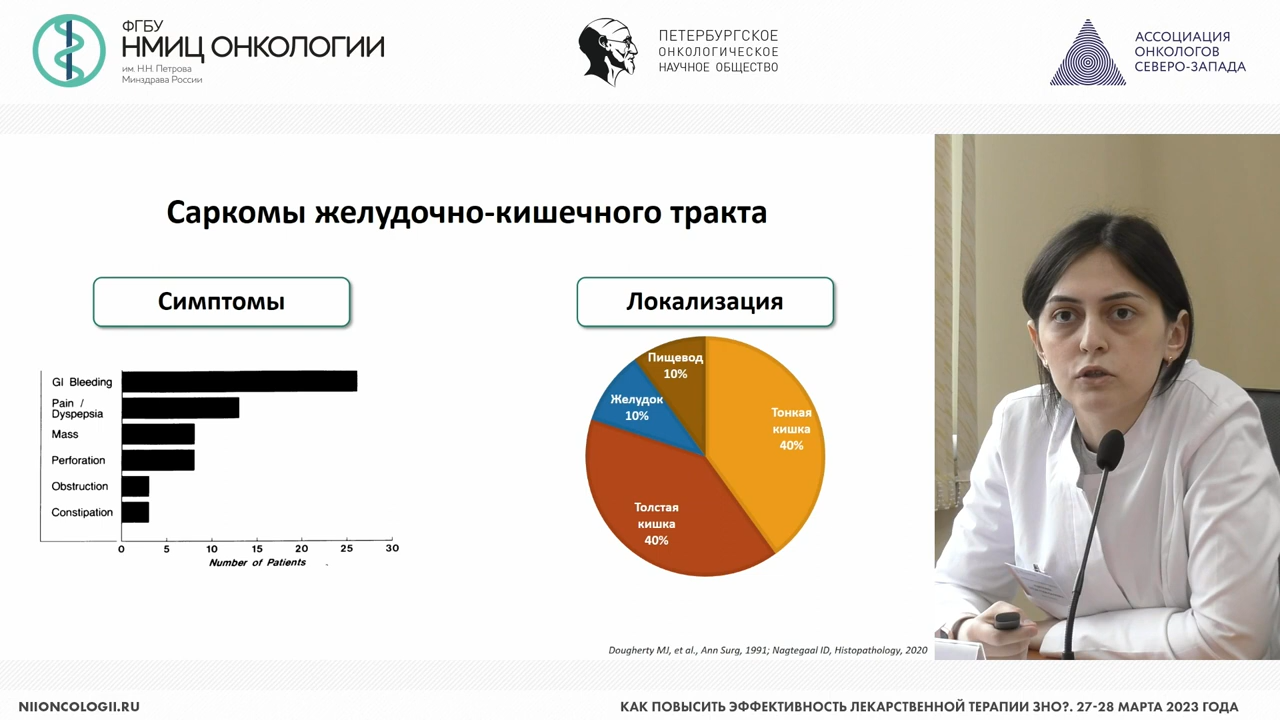 ФГБУ
НМИЦ ОНКОЛОГИИ
им. Н.Н. Петрова
Минздрава России
ПЕТЕРБУРГСКОЕ
ОНКОЛОГИЧЕСКОЕ
НАУЧНОЕ ОБЩЕСТВО
АССОЦИАЦИЯ
ОНКОЛОГОВ
СЕВЕРО-ЗАПАДА
Саркомы желудочно-кишечного тракта
Симптомы
GI Bleeding
Pain /
Dyspepsia
Mass
Perforation
Obstruction
Constipation
0 5 10 15 20 25 30
Number of Patients
Локализация
Пищевод
10%
Желудок
10%
Тонкая
кишка
40%
Толстая
кишка
40%
Dougherty MJ, et al., Ann Surg, 1991; Nagtegaal ID, Histopathology, 2020
NIIONCOLOGII.RU
КАК ПОВЫСИТЬ ЭФФЕКТИВНОСТЬ ЛЕКАРСТВЕННОЙ ТЕРАПИИ ЗНО?. 27-28 МАРТА 2023 ГОДА